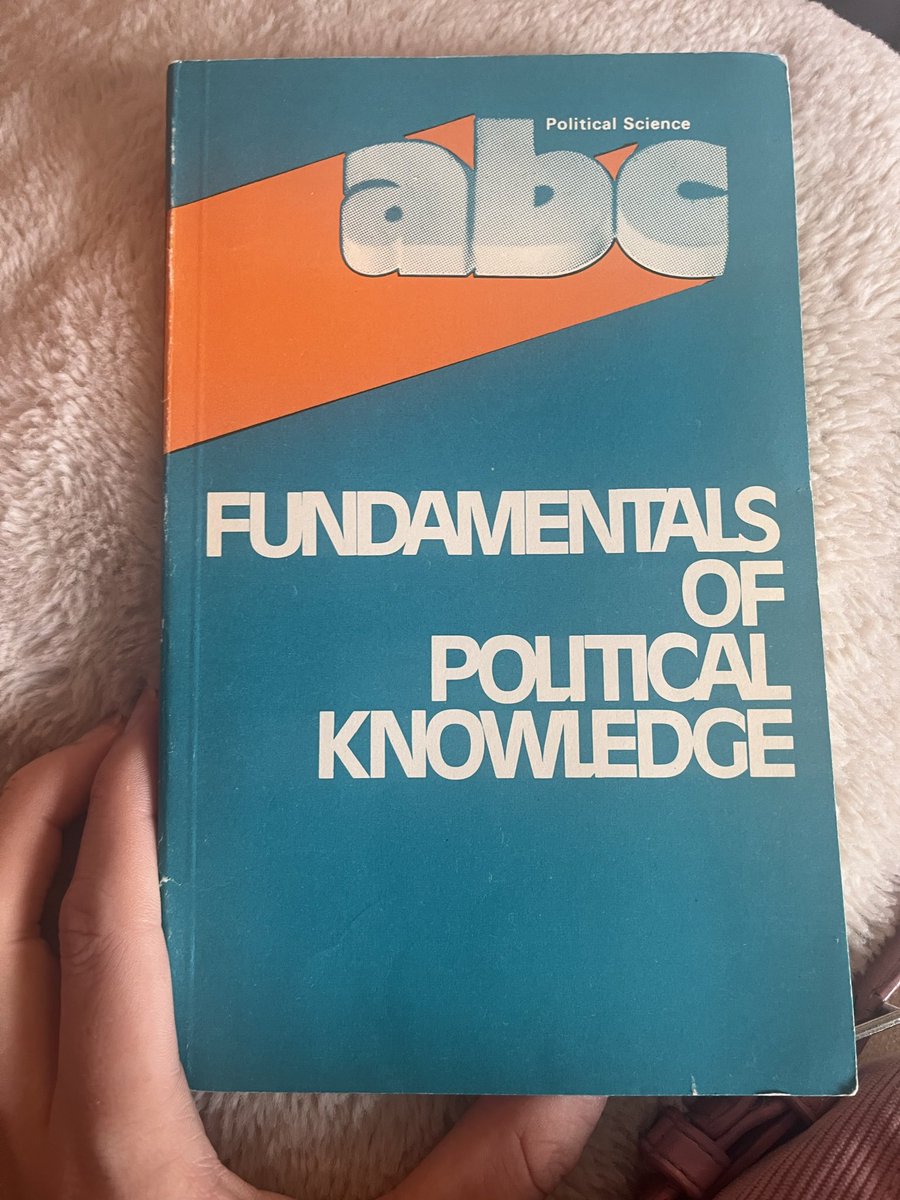 Political Science
abc
FUNDAMENTALS
OF
POLITICAL
KNOWLEDGE